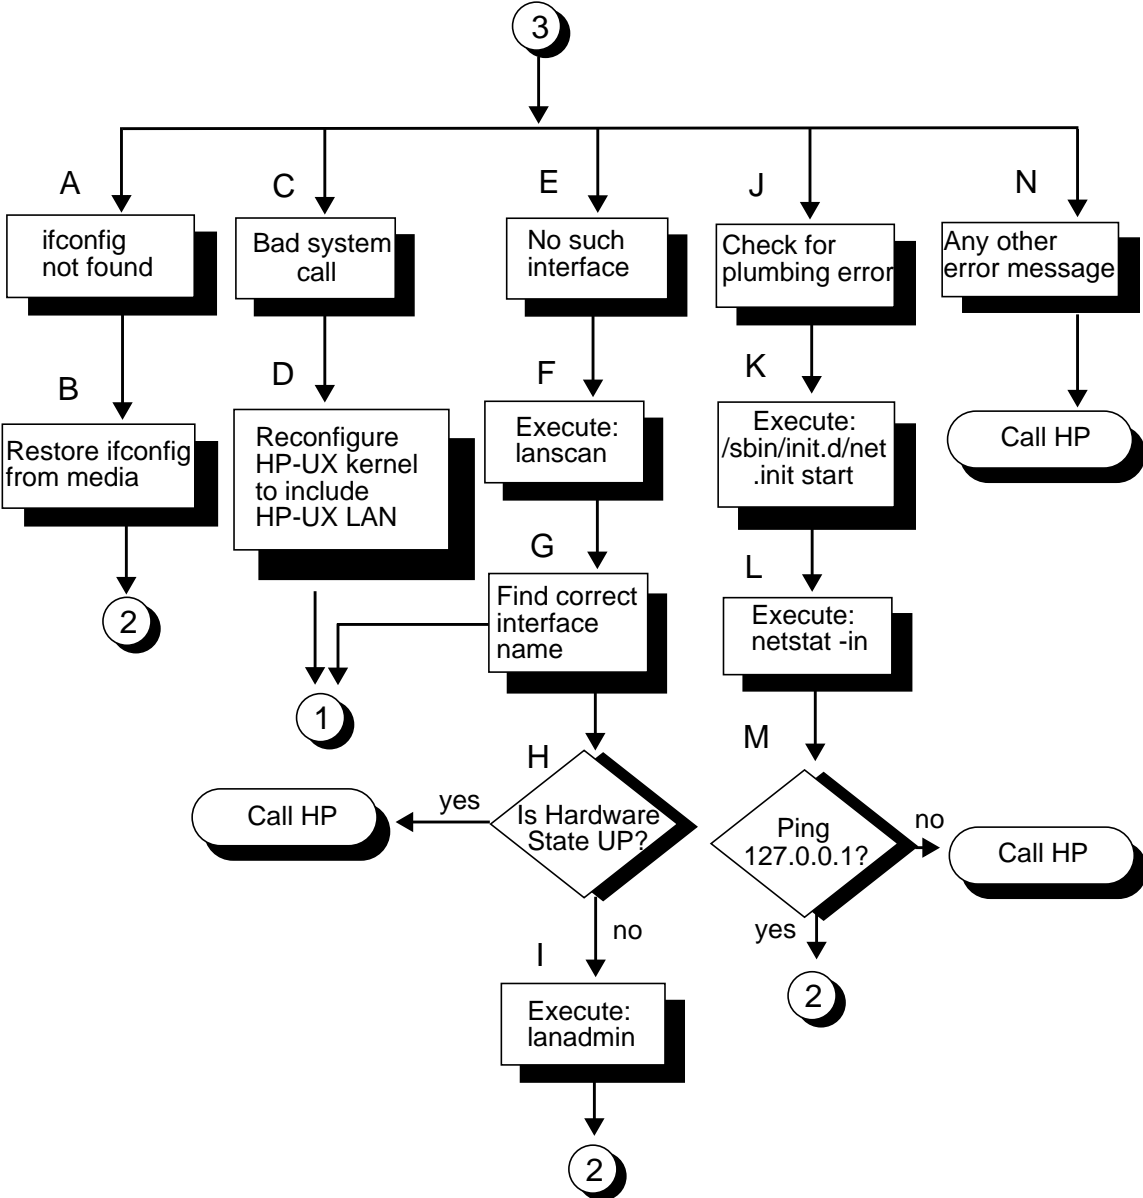 3
A
ifconfig
not found
C
Bad system
call
E
No such
interface
J
Check for
plumbing error
N
Any other
error message
B
Restore ifconfig
from media
D
Reconfigure
HP-UX kernel
to include
HP-UX LAN
F
Execute:
lanscan
K
Execute:
/sbin/init.d/net
.init start
Call HP
2
G
Find correct
interface
name
L
Execute:
netstat -in
1
H
Is Hardware
State UP?
yes
Call HP
no
M
Ping
127.0.0.1?
no
Call HP
yes
2
I
Execute:
lanadmin
2